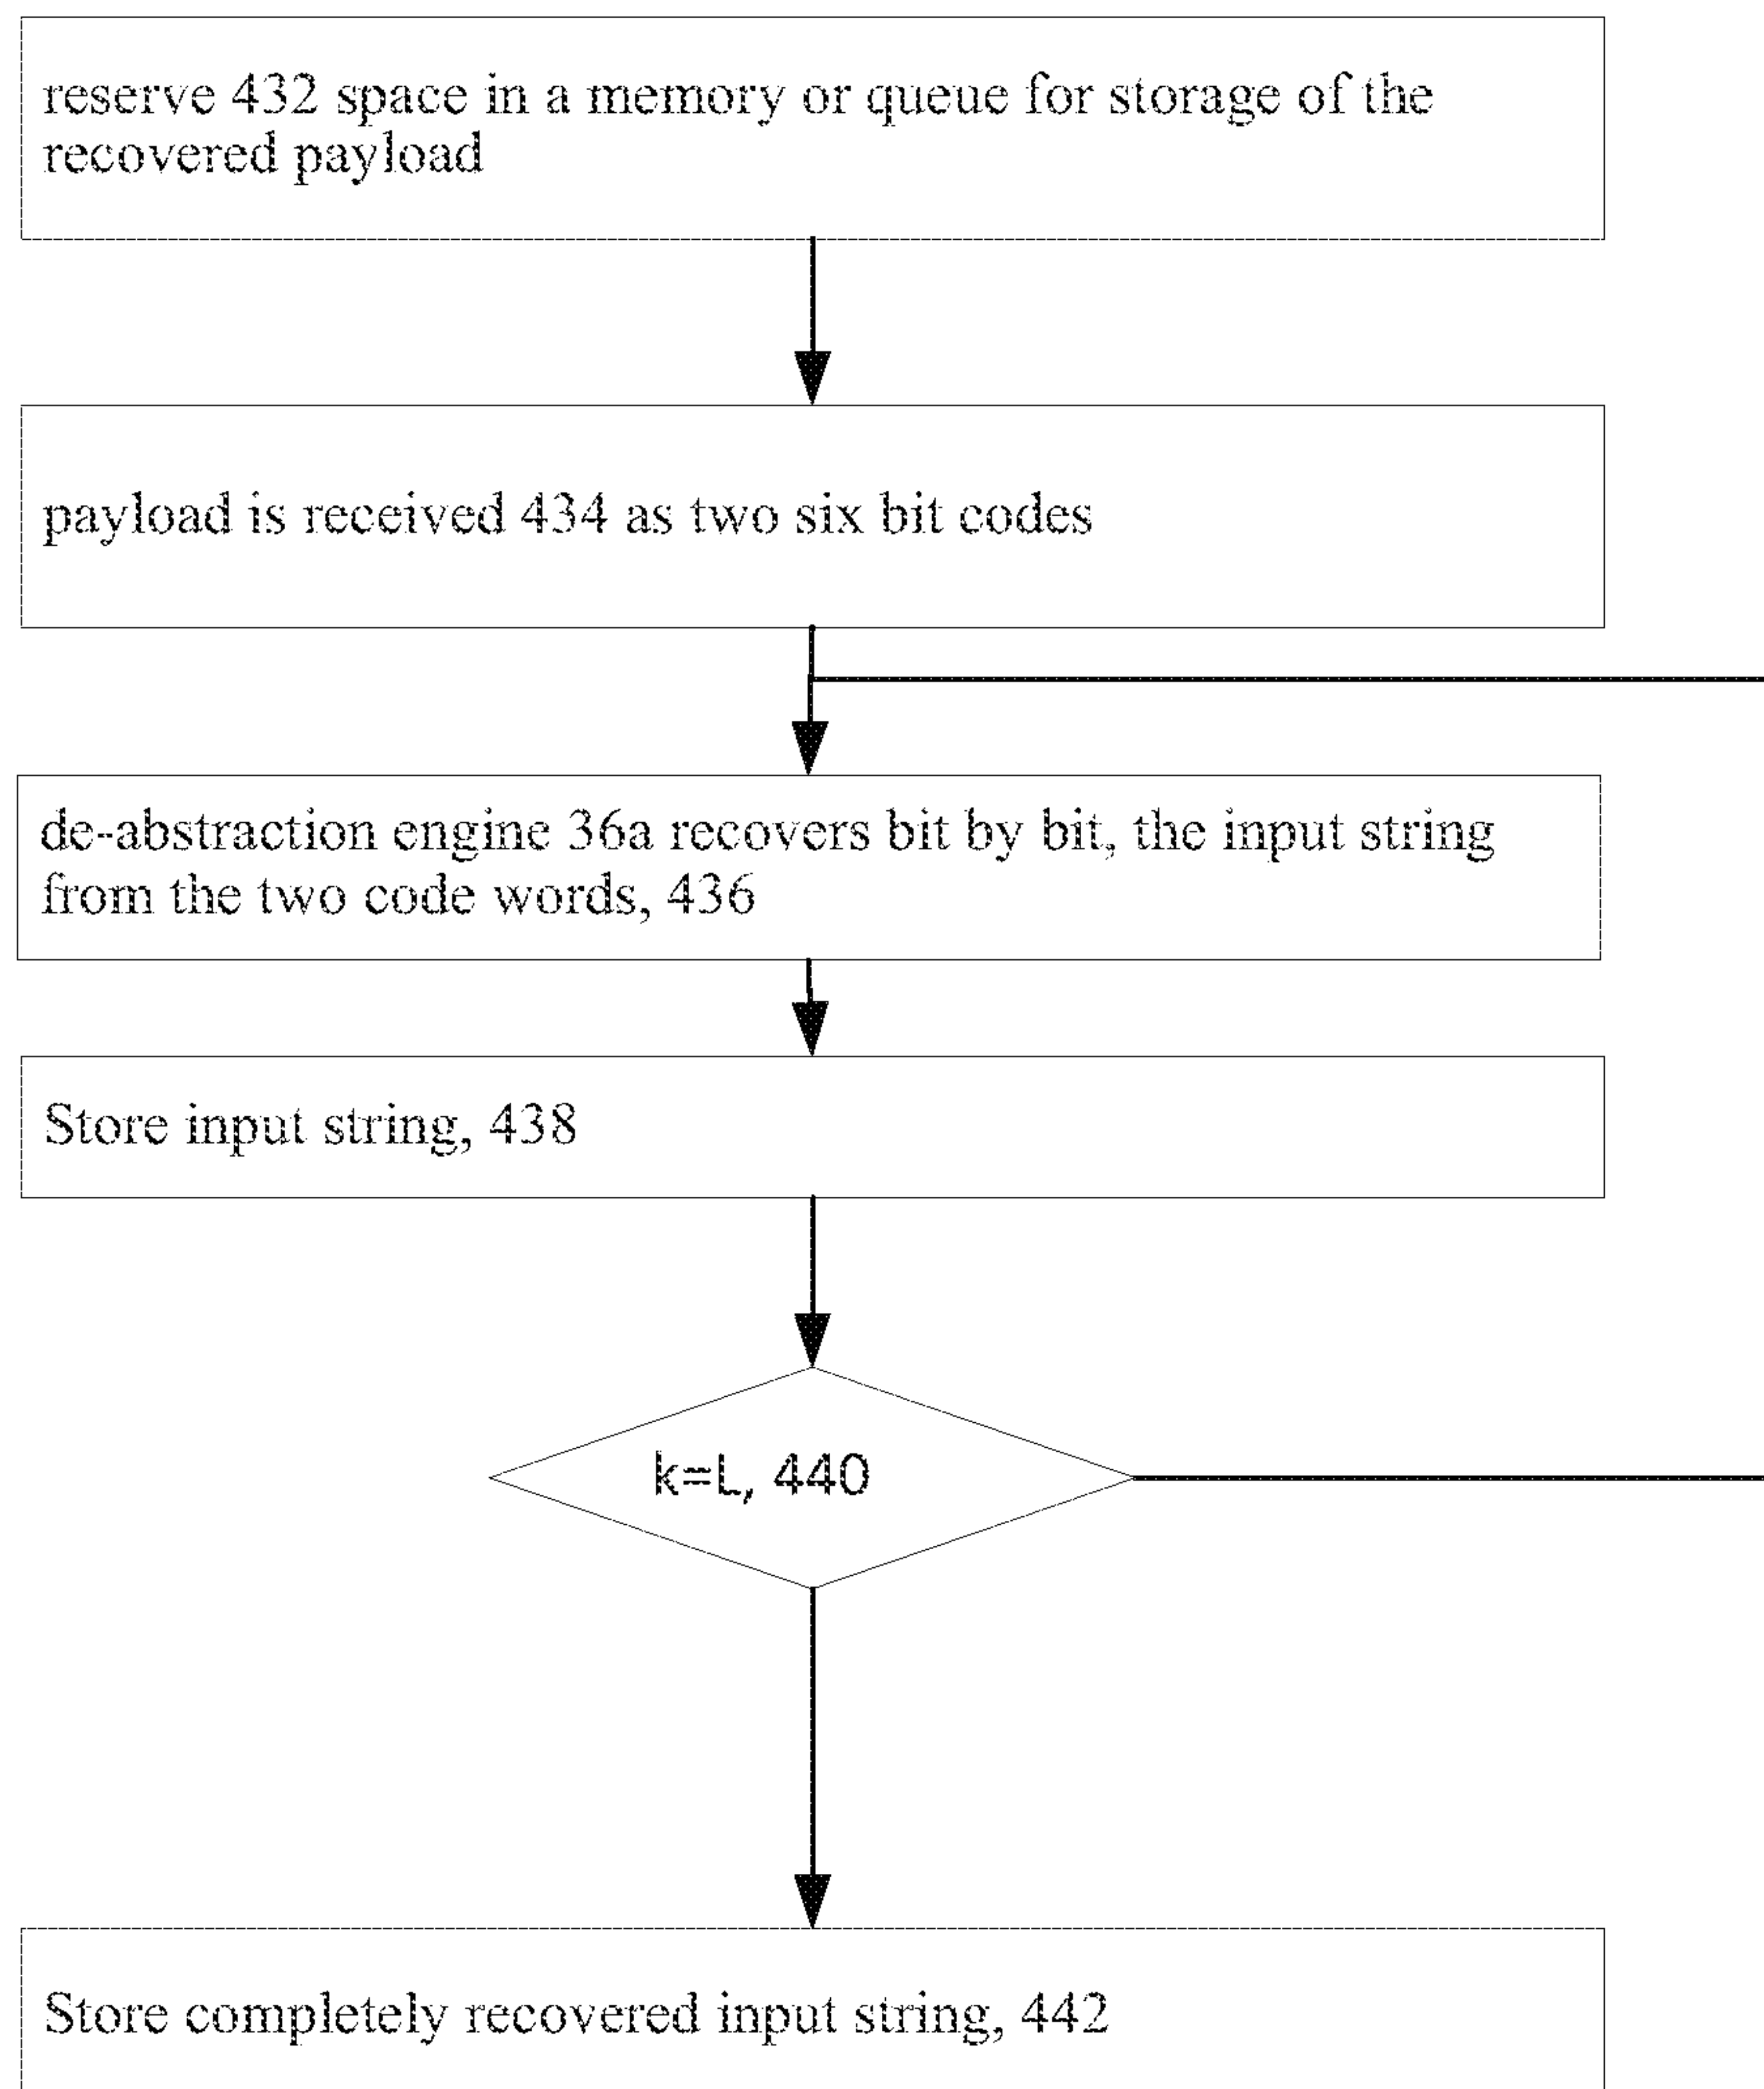 reserve 432 space in a memory or queue for storage of the
recovered payload
payload is received 434 as two six bit codes
de-abstraction engine 36a recovers bit by bit, the input string
from the two code words, 436
Store input string, 438
k=L, 440
Store completely recovered input string, 442